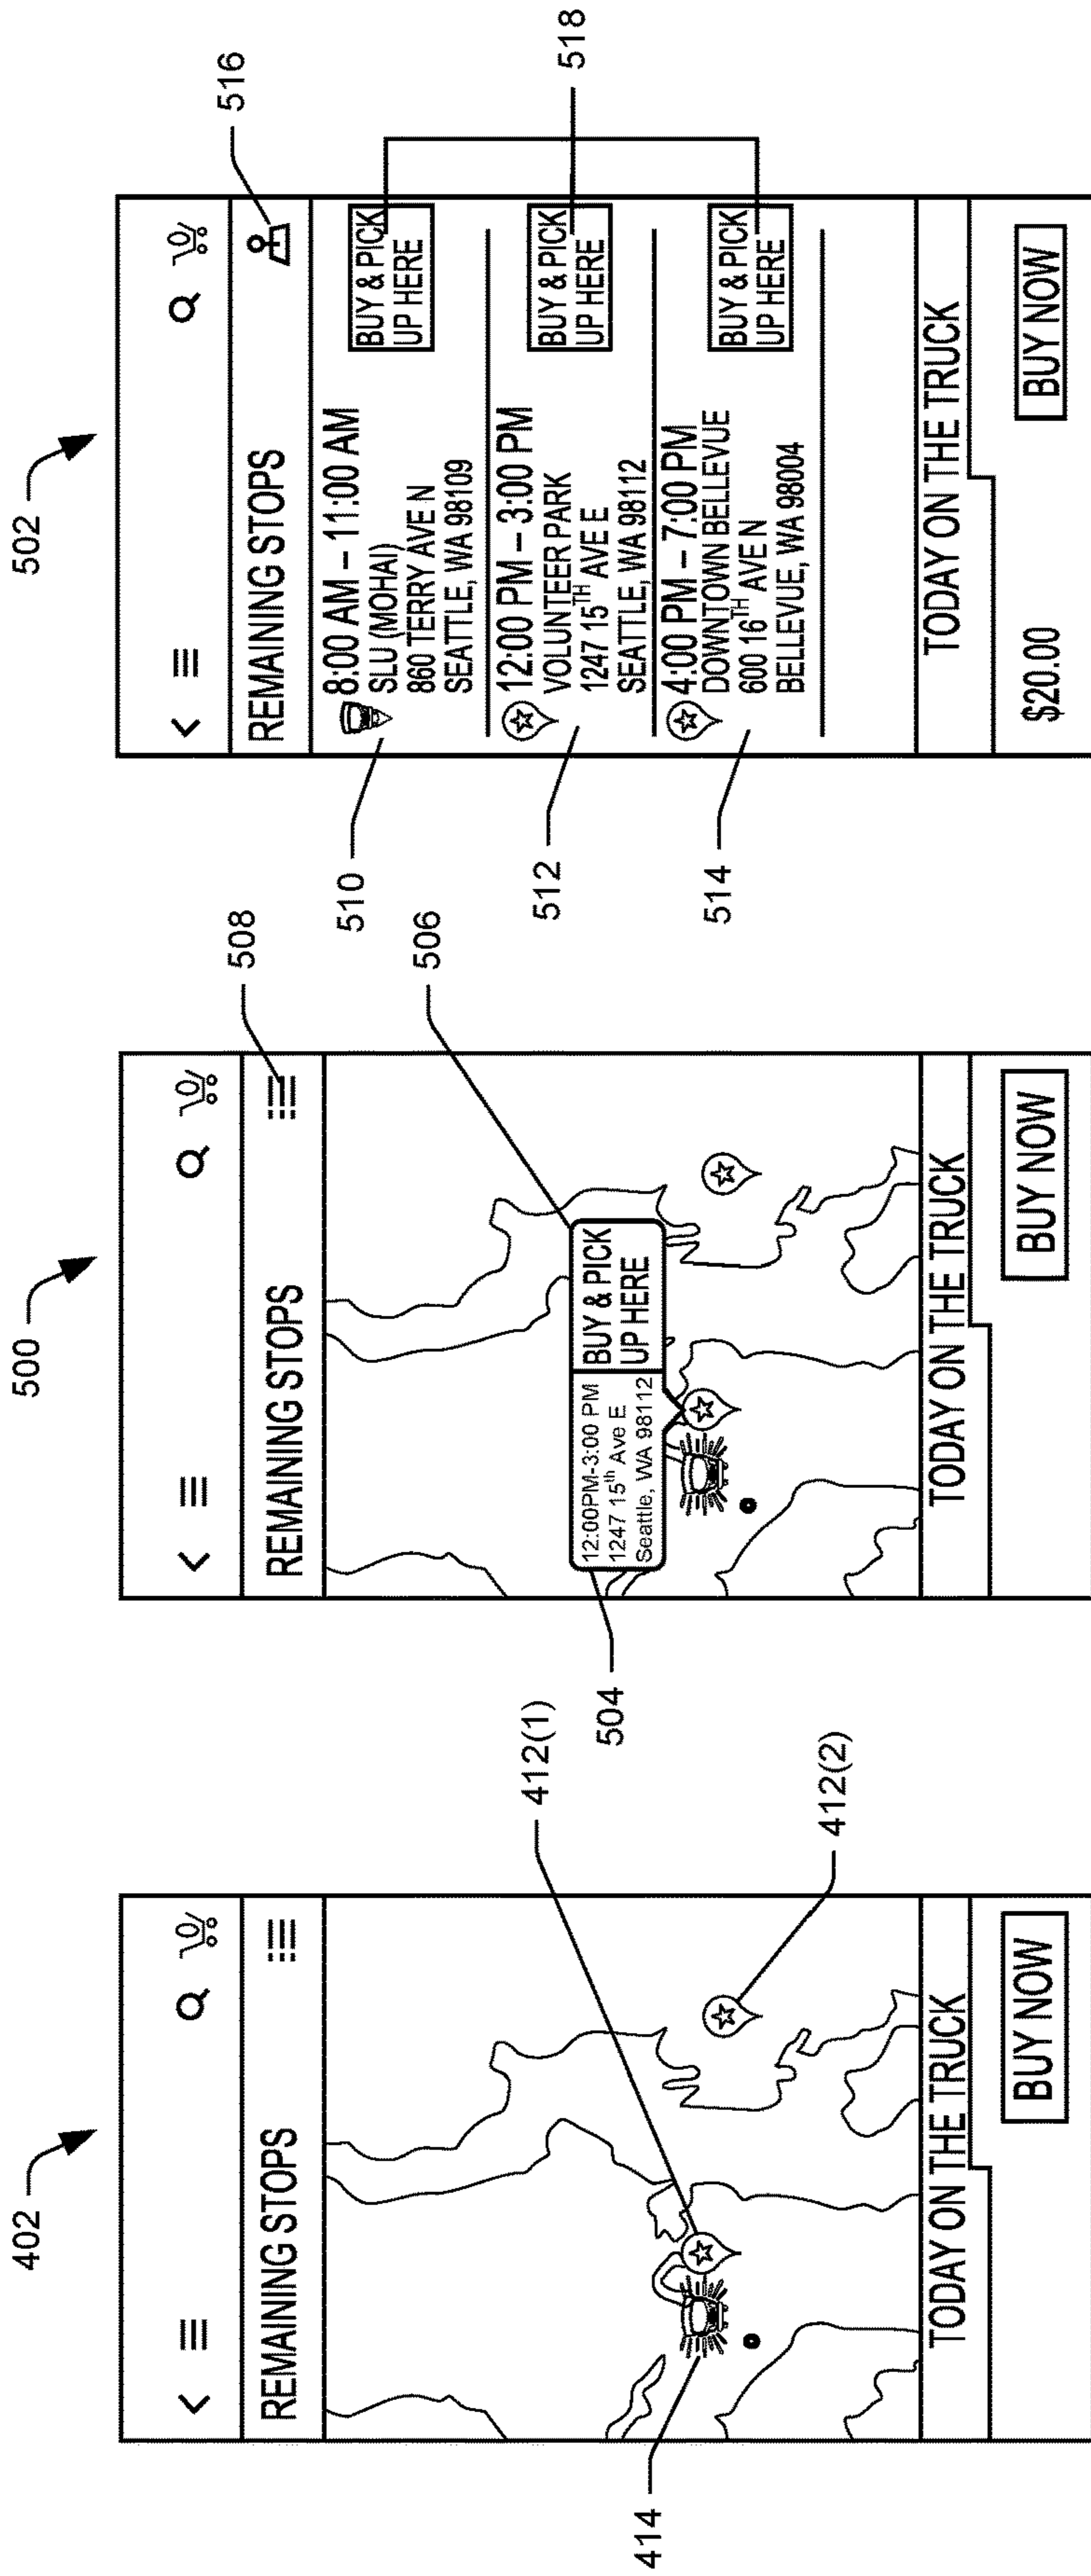 402
REMAINING STOPS
412(1)
412(2)
414
TODAY ON THE TRUCK
BUY NOW
500
REMAINING STOPS
508
506
504
12:00PM-3:00 PM
1247 15th Ave E
Seattle, WA 98112
BUY & PICK
UP HERE
TODAY ON THE TRUCK
BUY NOW
502
REMAINING STOPS
516
510
8:00 AM – 11:00 AM
SLU (MOHAI)
860 TERRY AVE N
SEATTLE, WA 98109
BUY & PICK
UP HERE
512
12:00 PM – 3:00 PM
VOLUNTEER PARK
1247 15TH AVE E
SEATTLE, WA 98112
BUY & PICK
UP HERE
518
514
4:00 PM – 7:00 PM
DOWNTOWN BELLEVUE
600 16TH AVE N
BELLEVUE, WA 98004
BUY & PICK
UP HERE
TODAY ON THE TRUCK
$20.00
BUY NOW